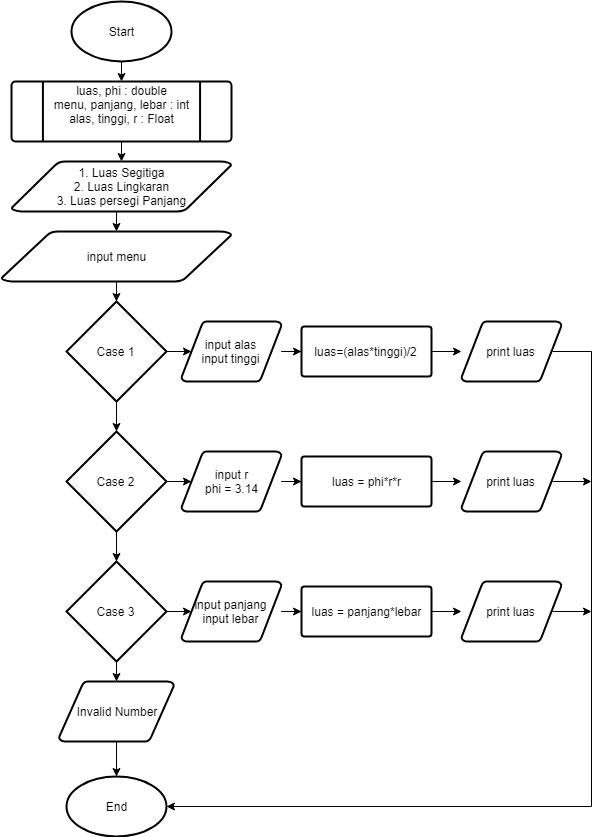 Start
luas, phi : double
menu, panjang, lebar : int
alas, tinggi, r : Float
1. Luas Segitiga
2. Luas Lingkaran
3. Luas persegi Panjang
input menu
Case 1
input alas
input tinggi
luas=(alas*tinggi)/2
print luas
Case 2
input r
phi = 3.14
luas = phi*r*r
print luas
Case 3
input panjang
input lebar
luas = panjang*lebar
print luas
Invalid Number
End